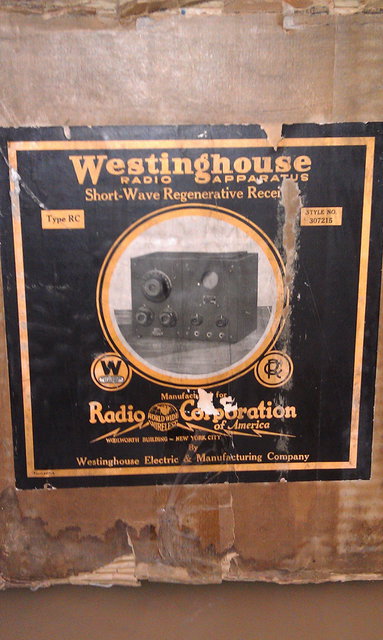 Westinghouse
RADIO APPARATUS
Short-Wave Regenerative
Type RC
STYLE NO.
307215
W
Manufact for
Radio Corporation
WORLD WIDE
WIRELESS
of America
WOOLWORTH BUILDING ~ NEW YORK CITY
By
Westinghouse Electric & Manufacturing Company